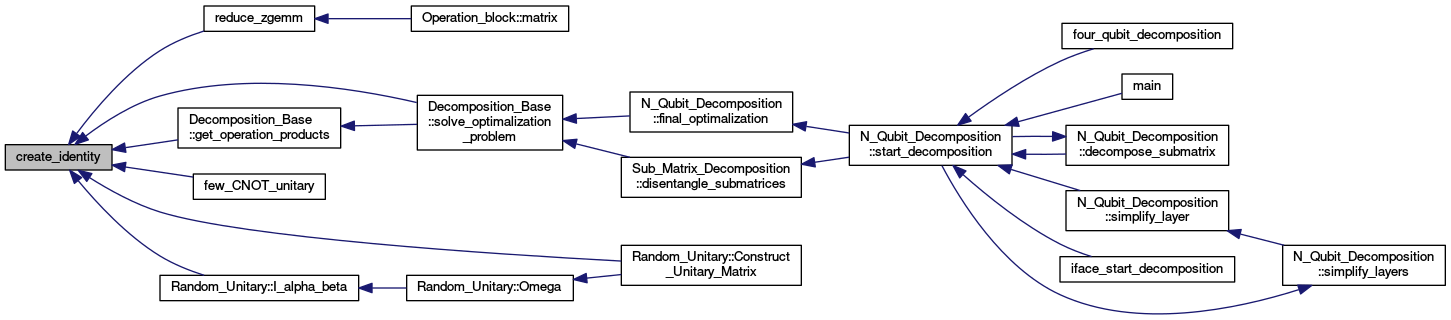 reduce_zgemm
Operation_block::matrix
four_qubit_decomposition
main
Decomposition_Base
::solve_optimalization
_problem
N_Qubit_Decomposition
::final_optimalization
Decomposition_Base
::get_operation_products
N_Qubit_Decomposition
::start_decomposition
N_Qubit_Decomposition
::decompose_submatrix
create_identity
few_CNOT_unitary
Sub_Matrix_Decomposition
::disentangle_submatrices
N_Qubit_Decomposition
::simplify_layer
Random_Unitary::Construct
_Unitary_Matrix
iface_start_decomposition
N_Qubit_Decomposition
::simplify_layers
Random_Unitary::I_alpha_beta
Random_Unitary::Omega